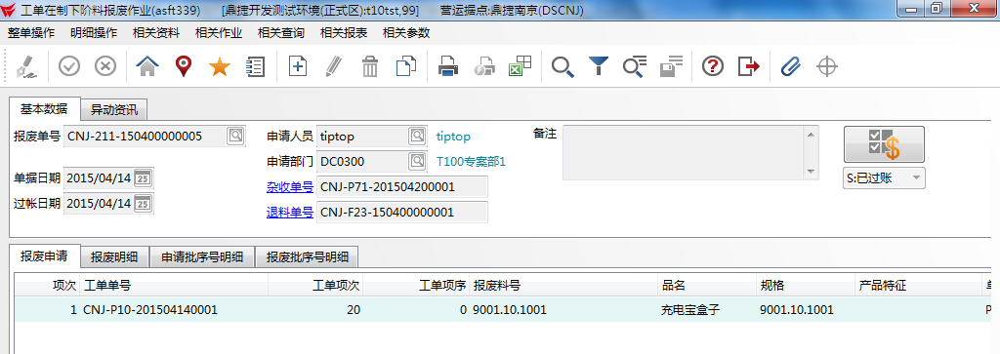 工单在制下阶料报废作业(asft339) [鼎捷开发测试环境(正式区):t10tst,99] 营运据点:鼎捷南京(DSCNJ)
整单操作 明细操作 相关资料 相关作业 相关查询 相关报表 相关参数
基本数据 异动资讯
报废单号 CNJ-211-150400000005 申请人员 tiptop tiptop 备注
申请部门 DC0300 T100专案部1
单据日期 2015/04/14 25 杂收单号 CNJ-P71-201504200001 S:已过账
过帐日期 2015/04/14 25 退料单号 CNJ-F23-150400000001
报废申请 报废明细 申请批序号明细 报废批序号明细
项次 工单单号 工单项次 工单项序 报废料号 品名 规格 产品特征
1 CNJ-P10-201504140001 20 0 9001.10.1001 充电宝盒子 9001.10.1001